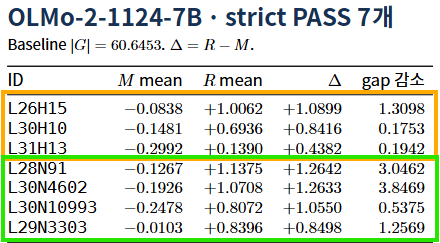 OLMo-2-1124-7B · strict PASS 7개
Baseline |G| = 60.6453. Δ = R − M.
ID M mean R mean Δ gap 감소
L26H15 −0.0838 +1.0062 +1.0899 1.3098
L30H10 −0.1481 +0.6936 +0.8416 0.1753
L31H13 −0.2992 +0.1390 +0.4382 0.1942
L28N91 −0.1267 +1.1375 +1.2642 3.0462
L30N4602 −0.1926 +1.0708 +1.2633 3.8469
L30N10993 −0.2478 +0.8072 +1.0550 0.5375
L29N3303 −0.0103 +0.8396 +0.8498 1.2569